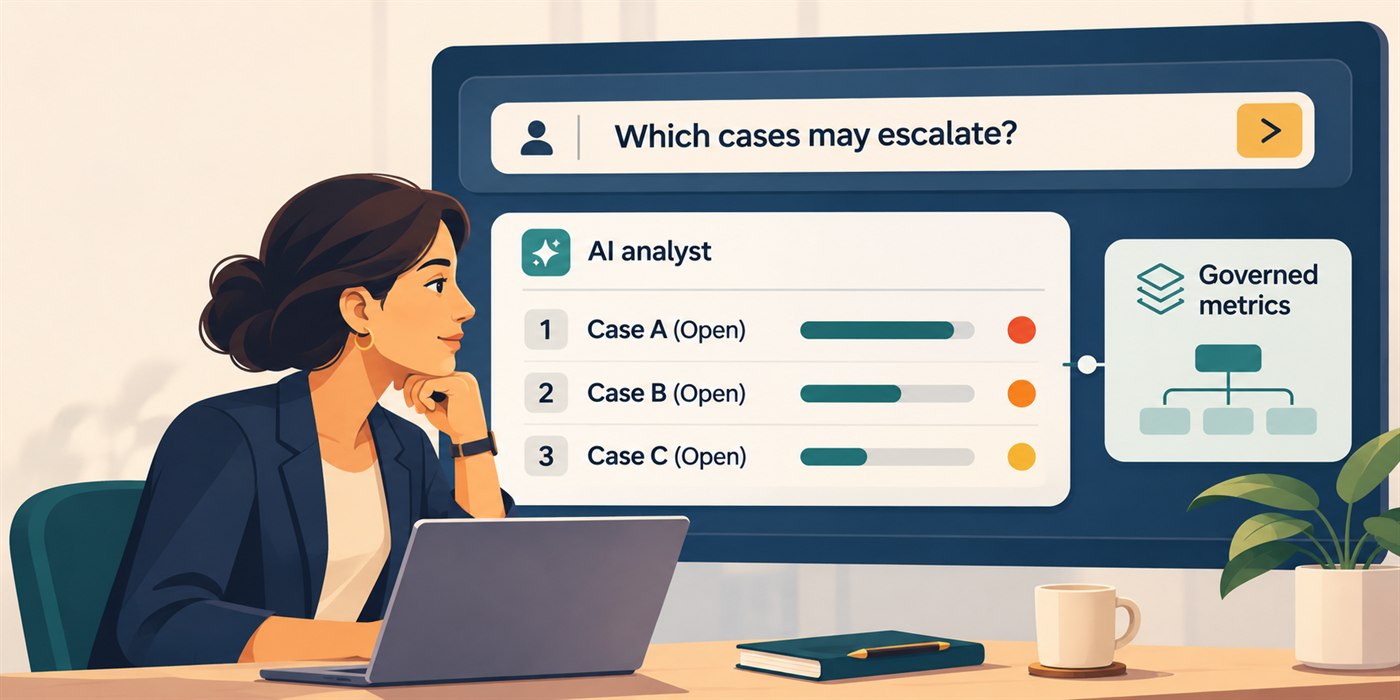 Which cases may escalate?
AI analyst
1 Case A (Open)
2 Case B (Open)
3 Case C (Open)
Governed
metrics